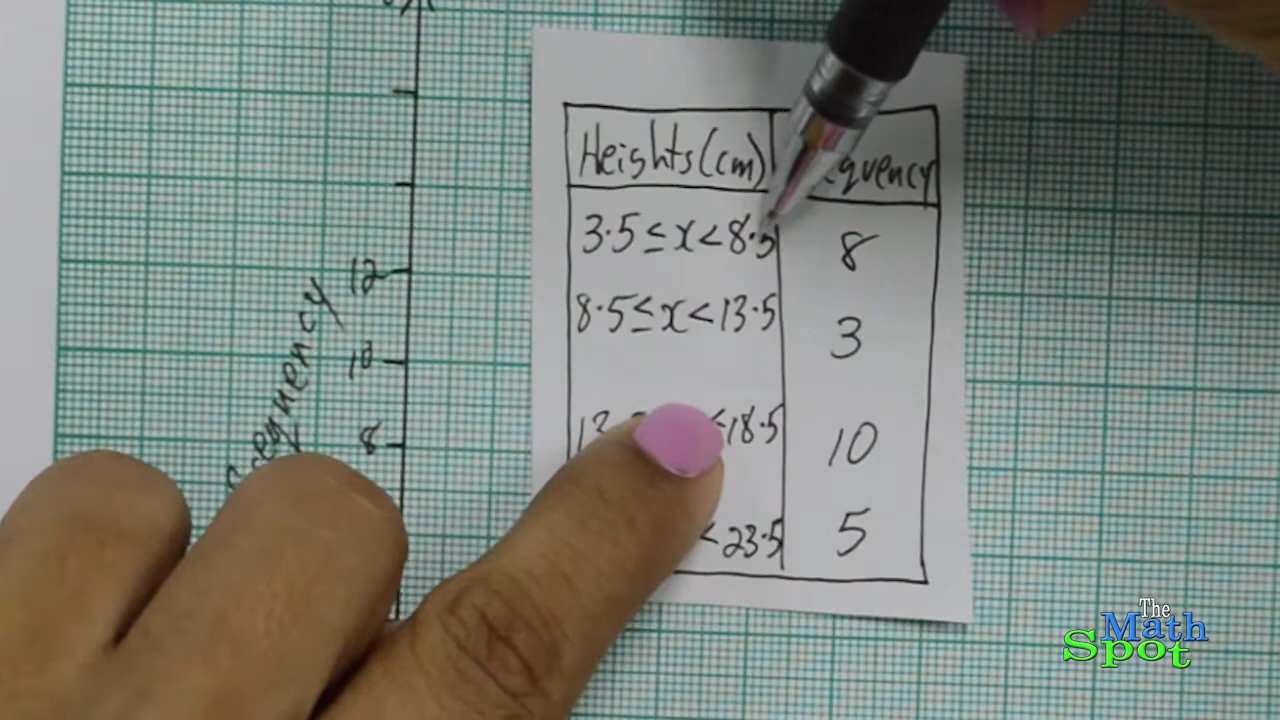 Heights (cm)
3.5 ≤ x < 8.5
8
8.5 ≤ x < 13.5
3
18.5
10
< 23.5
5
12
10
8
The
Math
Spot